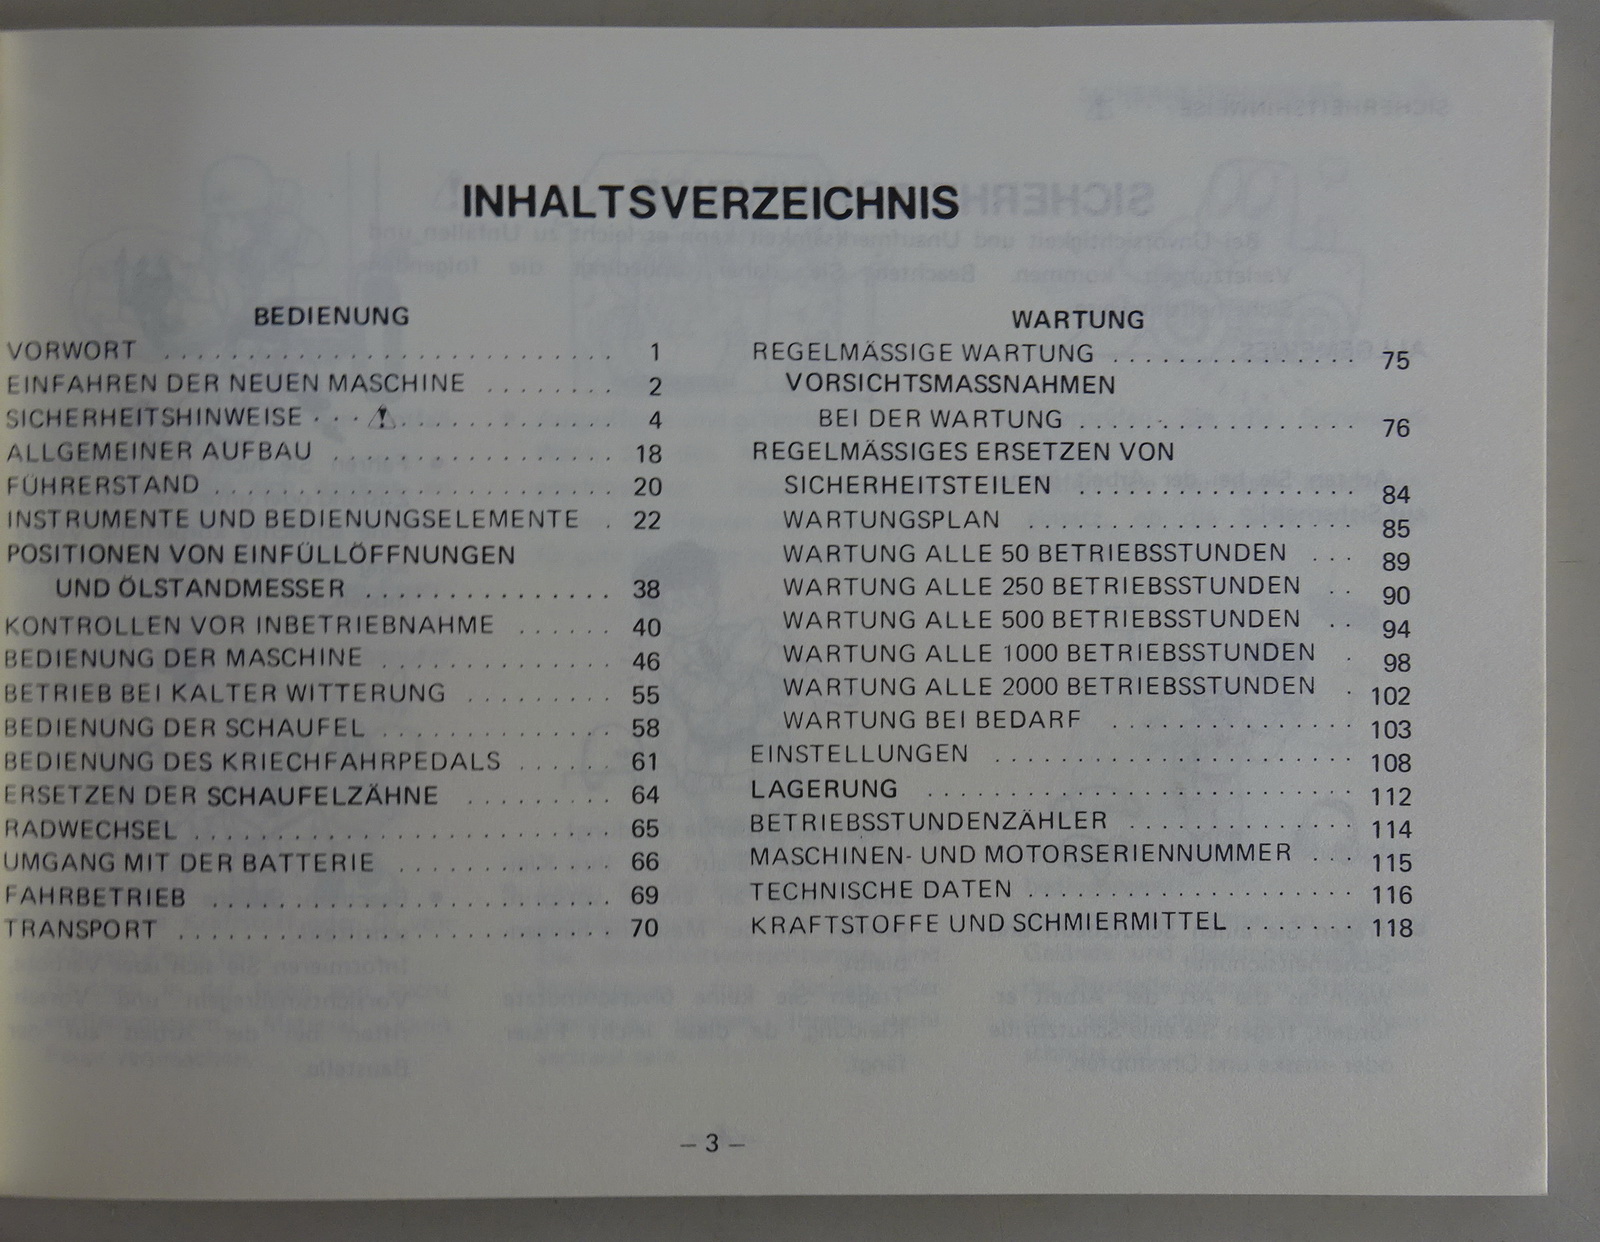 INHALTSVERZEICHNIS
BEDIENUNG
VORWORT ........................... 1
EINFAHREN DER NEUEN MASCHINE ........ 2
SICHERHEITSHINWEISE ··· ⚠ ............. 4
ALLGEMEINER AUFBAU ................. 18
FÜHRERSTAND ........................ 20
INSTRUMENTE UND BEDIENUNGSELEMENTE . 22
POSITIONEN VON EINFÜLLÖFFNUNGEN
UND ÖLSTANDMESSER ............... 38
KONTROLLEN VOR INBETRIEBNAHME ...... 40
BEDIENUNG DER MASCHINE .............. 46
BETRIEB BEI KALTER WITTERUNG ......... 55
BEDIENUNG DER SCHAUFEL .............. 58
BEDIENUNG DES KRIECHFAHRPEDALS ...... 61
ERSETZEN DER SCHAUFELZÄHNE ......... 64
RADWECHSEL ......................... 65
UMGANG MIT DER BATTERIE ............. 66
FAHRBETRIEB ........................ 69
TRANSPORT .......................... 70
WARTUNG
REGELMÄSSIGE WARTUNG ............... 75
VORSICHTSMASSNAHMEN
BEI DER WARTUNG ................. 76
REGELMÄSSIGES ERSETZEN VON
SICHERHEITSTEILEN ................. 84
WARTUNGSPLAN .................... 85
WARTUNG ALLE 50 BETRIEBSSTUNDEN ... 89
WARTUNG ALLE 250 BETRIEBSSTUNDEN .. 90
WARTUNG ALLE 500 BETRIEBSSTUNDEN .. 94
WARTUNG ALLE 1000 BETRIEBSSTUNDEN . 98
WARTUNG ALLE 2000 BETRIEBSSTUNDEN . 102
WARTUNG BEI BEDARF ............... 103
EINSTELLUNGEN ...................... 108
LAGERUNG .......................... 112
BETRIEBSSTUNDENZÄHLER .............. 114
MASCHINEN- UND MOTORSERIENNUMMER ... 115
TECHNISCHE DATEN .................... 116
KRAFTSTOFFE UND SCHMIERMITTEL ....... 118
– 3 –